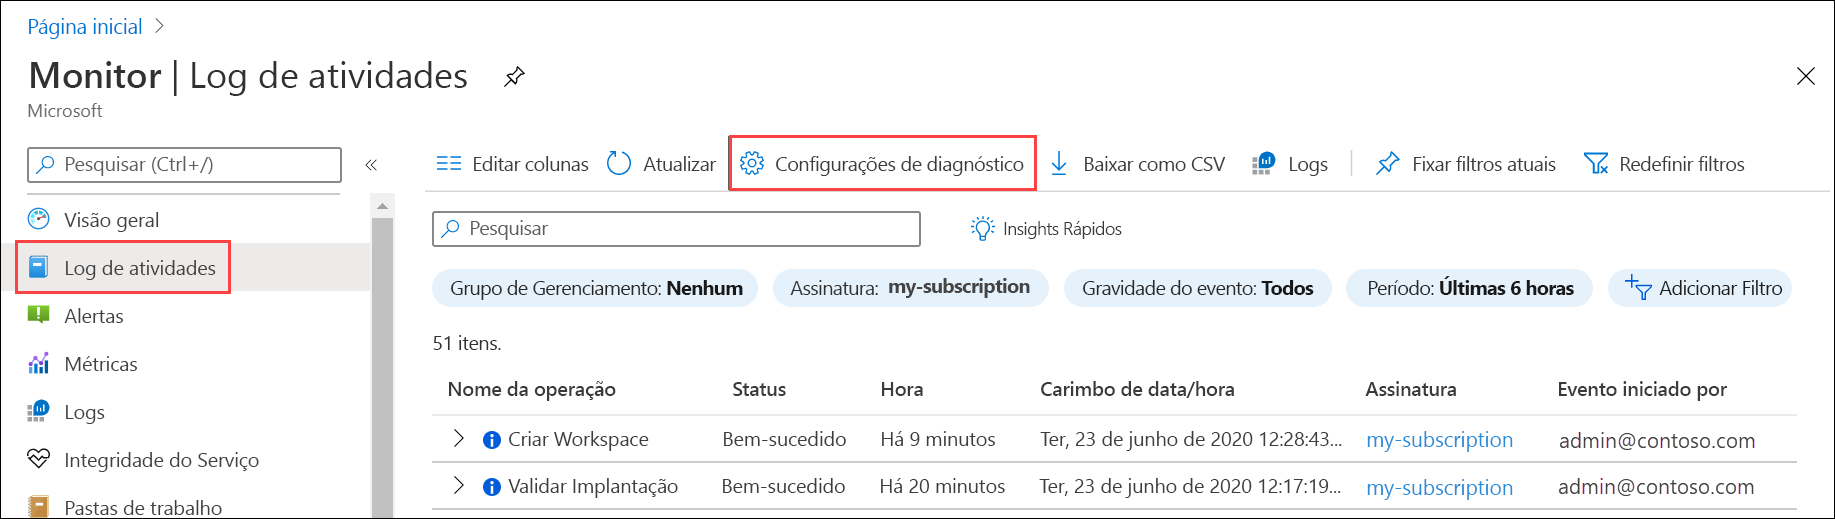 Página inicial
Monitor | Log de atividades
Microsoft
Pesquisar (Ctrl+/)
Visão geral
Log de atividades
Alertas
Métricas
Logs
Integridade do Serviço
Pastas de trabalho
Editar colunas Atualizar Configurações de diagnóstico Baixar como CSV Logs Fixar filtros atuais Redefinir filtros
Pesquisar Insights Rápidos
Grupo de Gerenciamento: Nenhum Assinatura: my-subscription Gravidade do evento: Todos Período: Últimas 6 horas Adicionar Filtro
51 itens.
Nome da operação Status Hora Carimbo de data/hora Assinatura Evento iniciado por
Criar Workspace Bem-sucedido Há 9 minutos Ter, 23 de junho de 2020 12:28:43... my-subscription admin@contoso.com
Validar Implantação Bem-sucedido Há 20 minutos Ter, 23 de junho de 2020 12:17:19... my-subscription admin@contoso.com